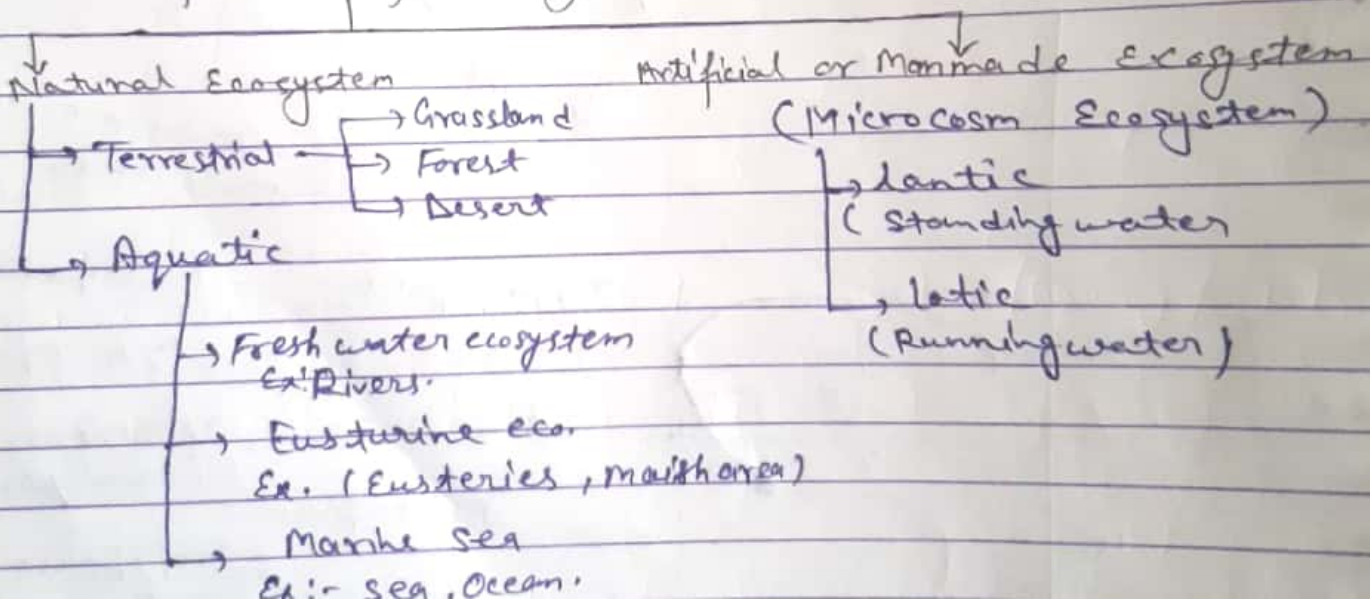 Natural Ecosystem
Artificial or Manmade Ecosystem
(Microcosm Ecosystem)
→ Terrestrial
→ Grassland
→ Forest
→ Desert
→ Aquatic
→ Fresh water ecosystem
Ex: Rivers.
→ Eusturine eco.
Ex. (Eusteries, area)
→ Marine sea
Ex:- sea, Ocean.
→ lantic
(Standing water
→ lotic
(Running water)